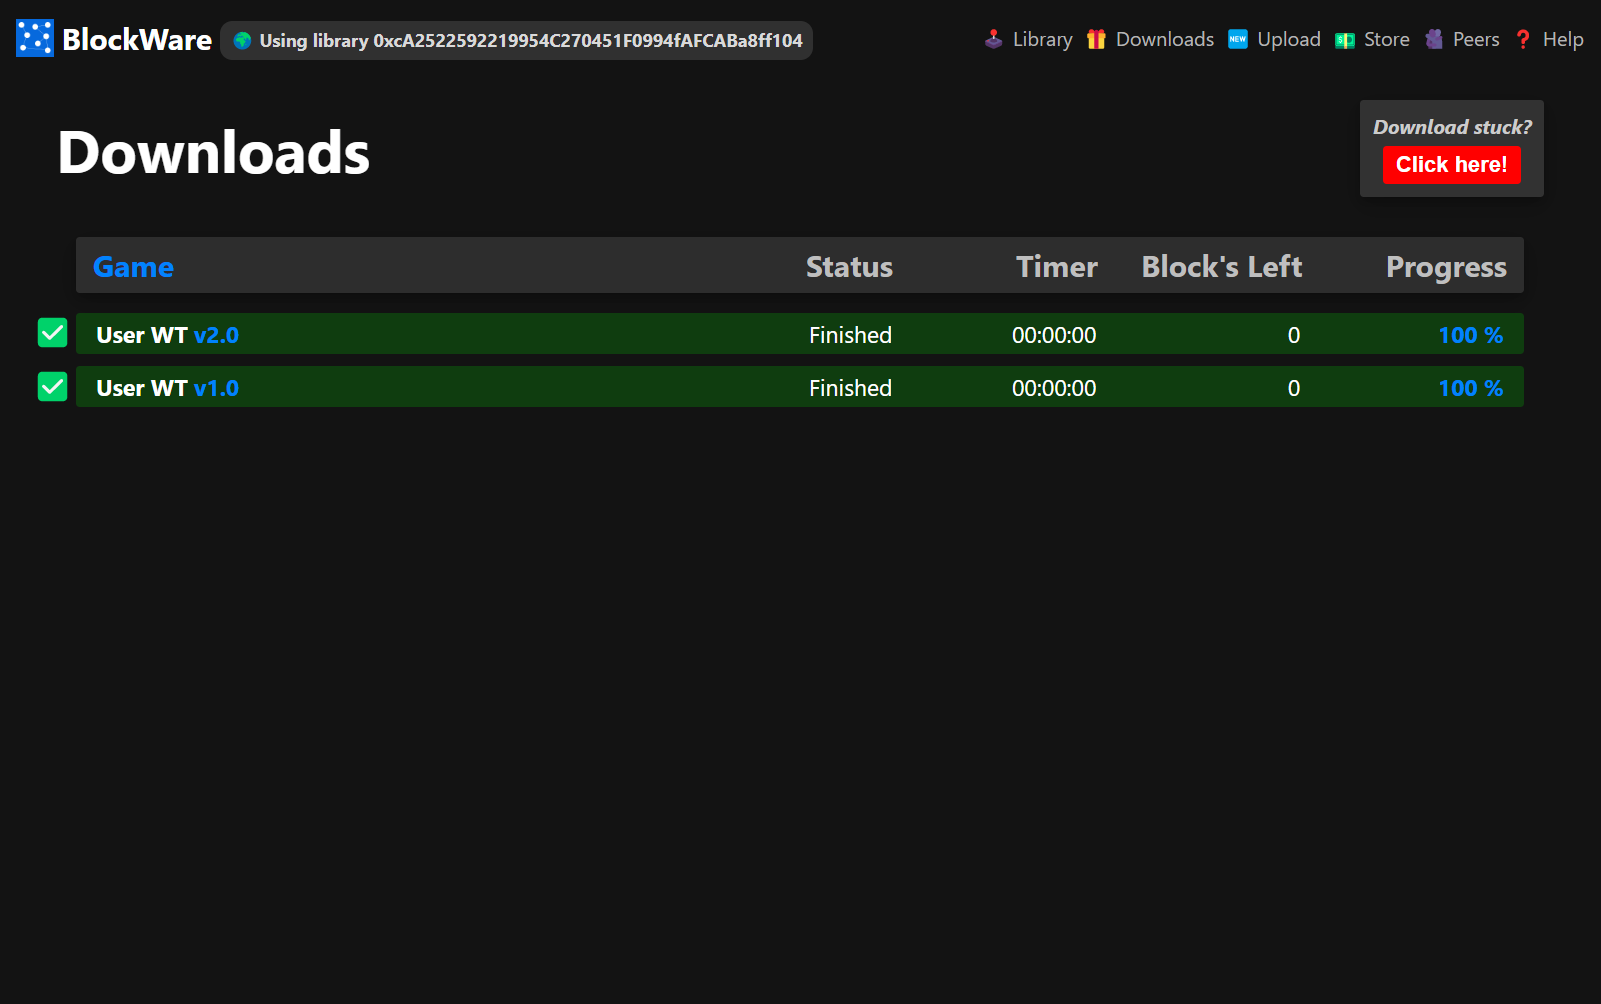 BlockWare
Using library 0xcA2522592219954C270451F0994fAFCABa8ff104
Library Downloads NEW Upload Store Peers Help
Downloads
Download stuck?
Click here!
Game Status Timer Block's Left Progress
User WT v2.0 Finished 00:00:00 0 100 %
User WT v1.0 Finished 00:00:00 0 100 %